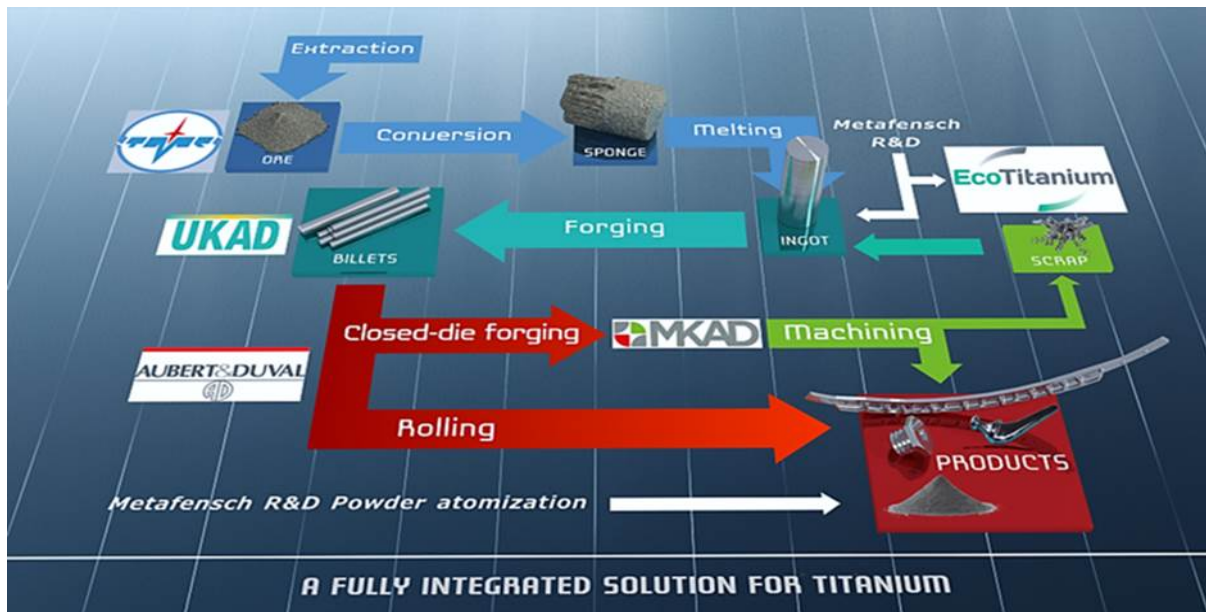 Extraction
ORE
Conversion
SPONGE
Melting
Metafensch
R&D
EcoTitanium
UKAD
BILLETS
Forging
INGOT
SCRAP
Closed-die forging
MKAD
Machining
AUBERT&DUVAL
Rolling
PRODUCTS
Metafensch R&D Powder atomization
A FULLY INTEGRATED SOLUTION FOR TITANIUM